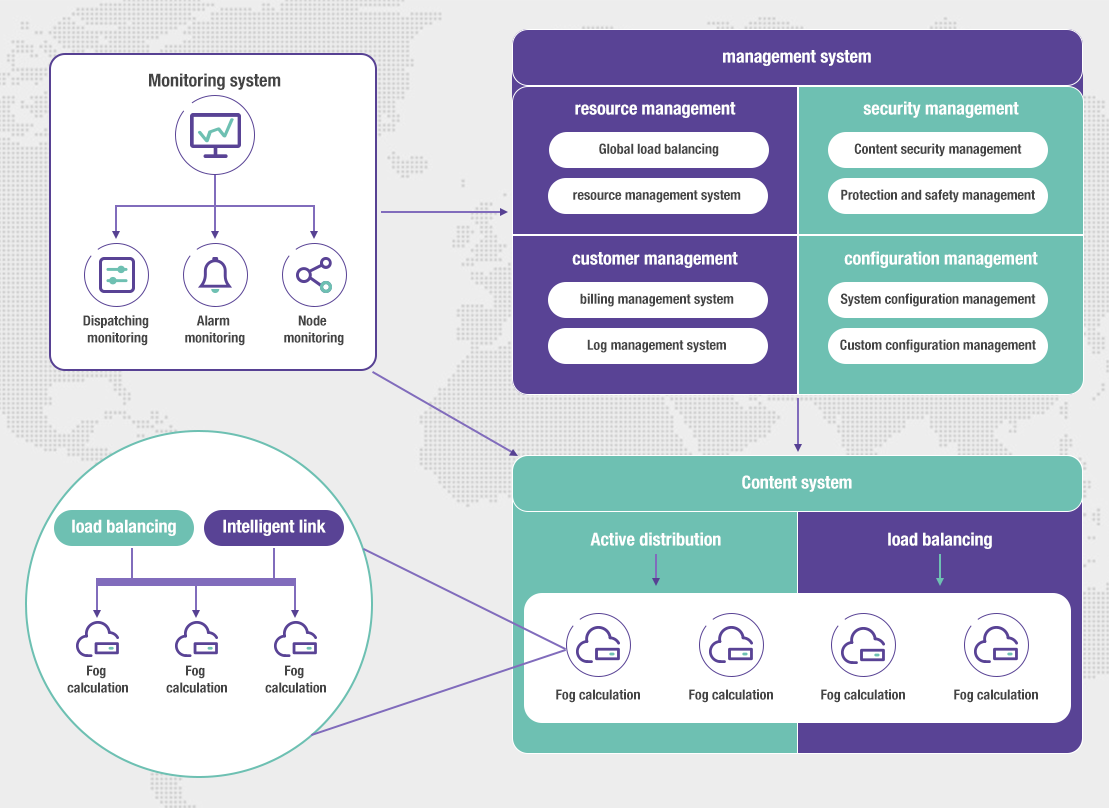 Monitoring system
Dispatching
monitoring
Alarm
monitoring
Node
monitoring
management system
resource management
Global load balancing
resource management system
security management
Content security management
Protection and safety management
customer management
billing management system
Log management system
configuration management
System configuration management
Custom configuration management
load balancing
Intelligent link
Fog
calculation
Fog
calculation
Fog
calculation
Content system
Active distribution
load balancing
Fog calculation
Fog calculation
Fog calculation
Fog calculation